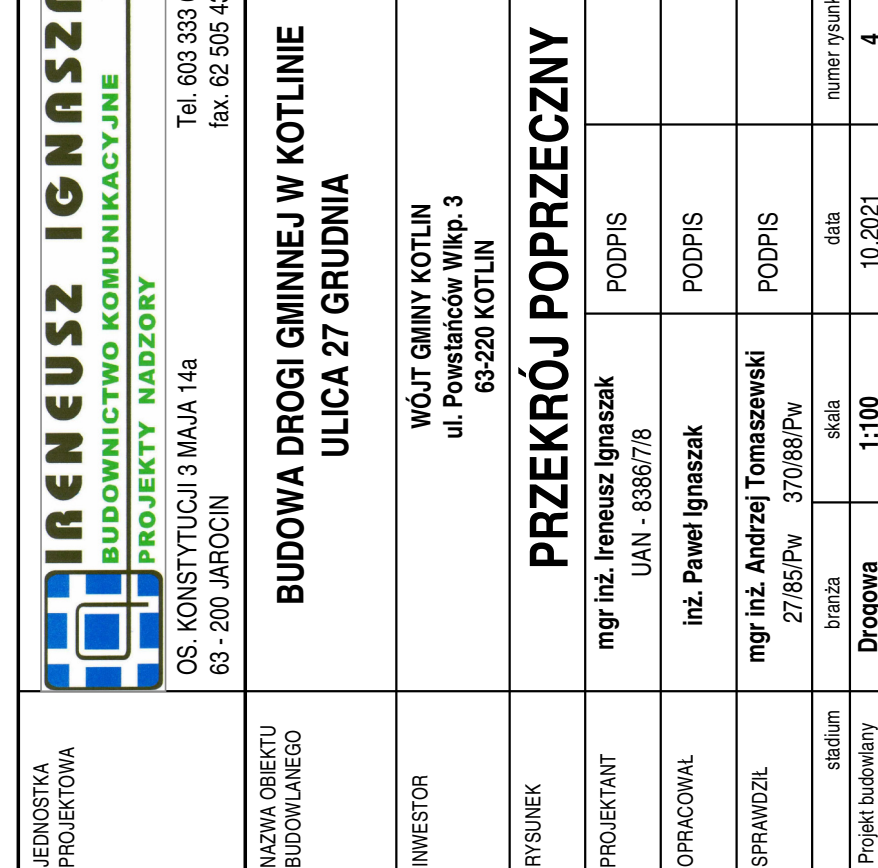 JEDNOSTKA
PROJEKTOWA
IRENEUSZ
BUDOWNICTWO KOMUNIKACYJNE
PROJEKTY NADZORY
OS. KONSTYTUCJI 3 MAJA 14a
63 - 200 JAROCIN
Tel. 603 333
fax. 62 505
NAZWA OBIEKTU
BUDOWLANEGO
BUDOWA DROGI GMINNEJ W KOTLINIE
ULICA 27 GRUDNIA
INWESTOR
WÓJT GMINY KOTLIN
ul. Powstańców Wlkp. 3
63-220 KOTLIN
RYSUNEK
PRZEKRÓJ POPRZECZNY
PROJEKTANT
mgr inż. Ireneusz Ignaszak
UAN - 8386/7/8
PODPIS
OPRACOWAŁ
inż. Paweł Ignaszak
PODPIS
SPRAWDZIŁ
mgr inż. Andrzej Tomaszewski
27/85/Pw 370/88/Pw
PODPIS
stadium branża skala data numer rysunk
Projekt budowlany Drogowa 1:100 10.2021 4